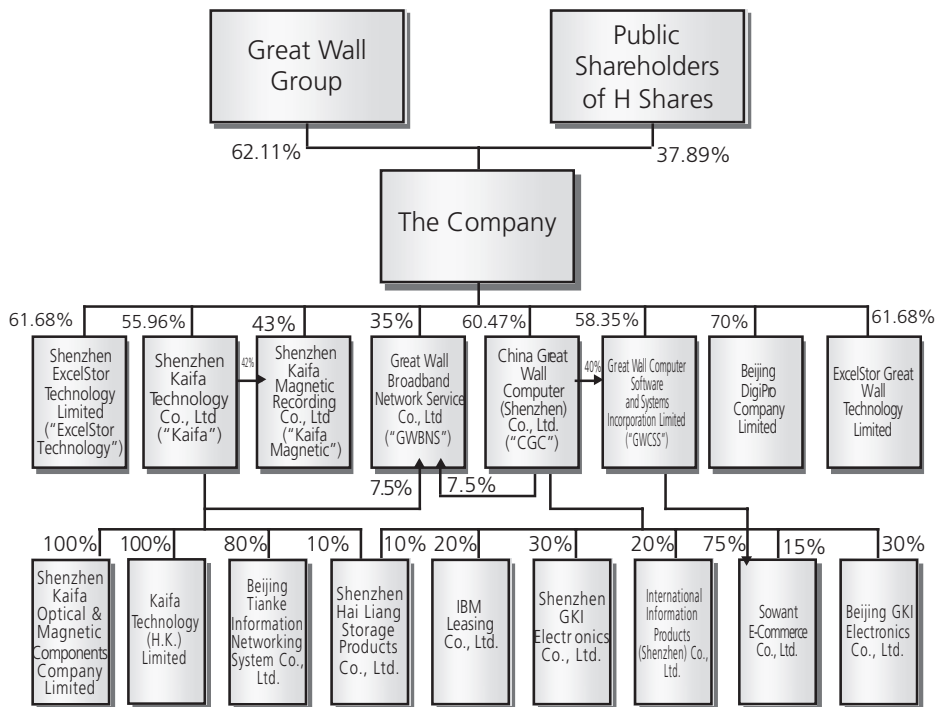 Great Wall
Group
Public
Shareholders
of H Shares
62.11%
37.89%
The Company
61.68%
55.96%
43%
35%
60.47%
58.35%
70%
61.68%
Shenzhen
ExcelStor
Technology
Limited
("ExcelStor
Technology")
Shenzhen
Kaifa
Technology
Co., Ltd
("Kaifa")
42%
Shenzhen
Kaifa
Magnetic
Recording
Co., Ltd
("Kaifa
Magnetic")
Great Wall
Broadband
Network Service
Co., Ltd
("GWBNS")
China Great
Wall
Computer
(Shenzhen)
Co., Ltd.
("CGC")
40%
Great Wall Computer
Software
and Systems
Incorporation Limited
("GWCSS")
Beijing
DigiPro
Company
Limited
ExcelStor Great
Wall
Technology
Limited
7.5%
7.5%
100%
100%
80%
10%
10%
20%
30%
20%
75%
15%
30%
Shenzhen
Kaifa
Optical &
Magnetic
Components
Company
Limited
Kaifa
Technology
(H.K.)
Limited
Beijing
Tianke
Information
Networking
System Co.,
Ltd.
Shenzhen
Hai Liang
Storage
Products
Co., Ltd.
IBM
Leasing
Co., Ltd.
Shenzhen
GKI
Electronics
Co., Ltd.
International
Information
Products
(Shenzhen) Co.,
Ltd.
Sowant
E-Commerce
Co., Ltd.
Beijing GKI
Electronics
Co., Ltd.